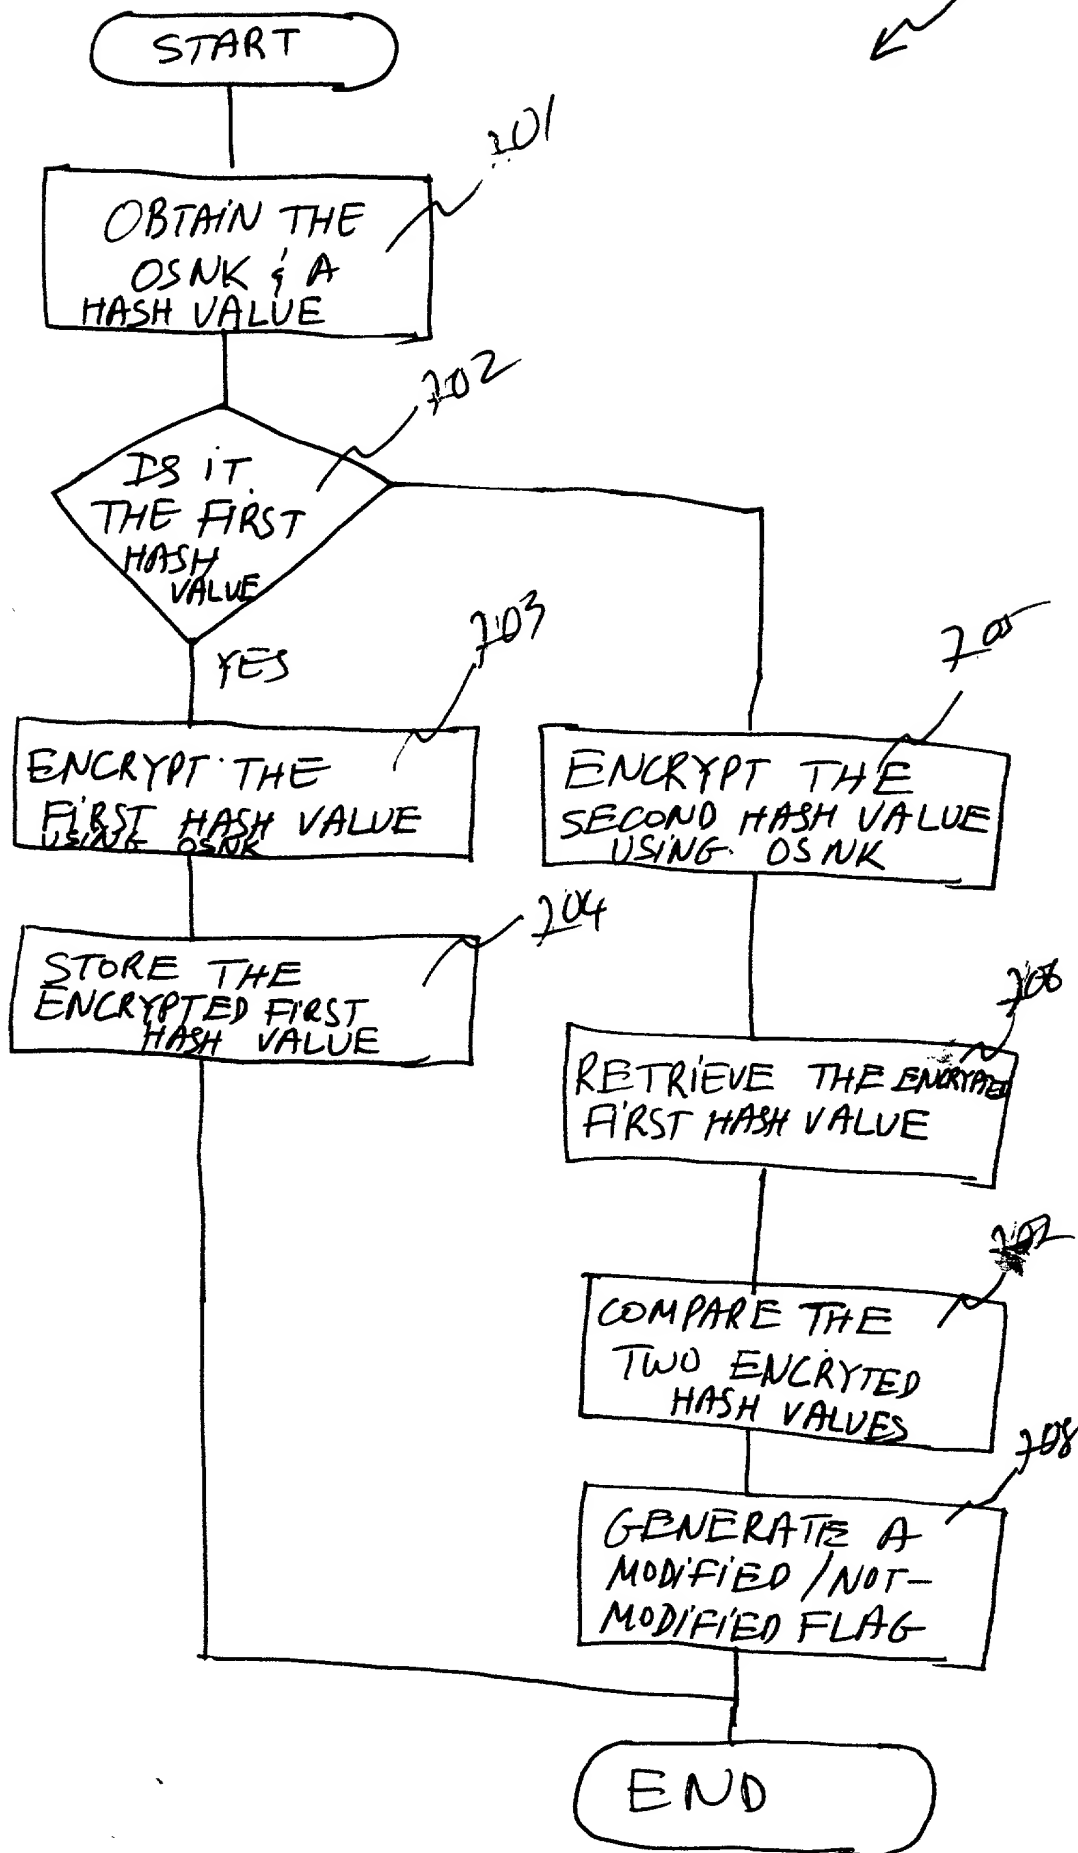 START
701
OBTAIN THE
OSNK & A
HASH VALUE
702
IS IT
THE FIRST
HASH
VALUE
YES
703
ENCRYPT THE
FIRST HASH VALUE
USING OSNK
705
ENCRYPT THE
SECOND HASH VALUE
USING OSNK
704
STORE THE
ENCRYPTED FIRST
HASH VALUE
706
RETRIEVE THE ENCRYPTED
FIRST HASH VALUE
COMPARE THE
TWO ENCRYTED
HASH VALUES
708
GENERATE A
MODIFIED / NOT-
MODIFIED FLAG
END